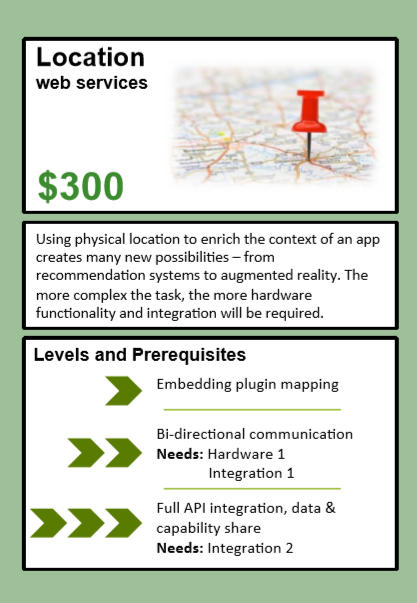 Location
web services
$300
Using physical location to enrich the context of an app
creates many new possibilities – from
recommendation systems to augmented reality. The
more complex the task, the more hardware
functionality and integration will be required.
Levels and Prerequisites
Embedding plugin mapping
Bi-directional communication
Needs: Hardware 1
Integration 1
Full API integration, data &
capability share
Needs: Integration 2